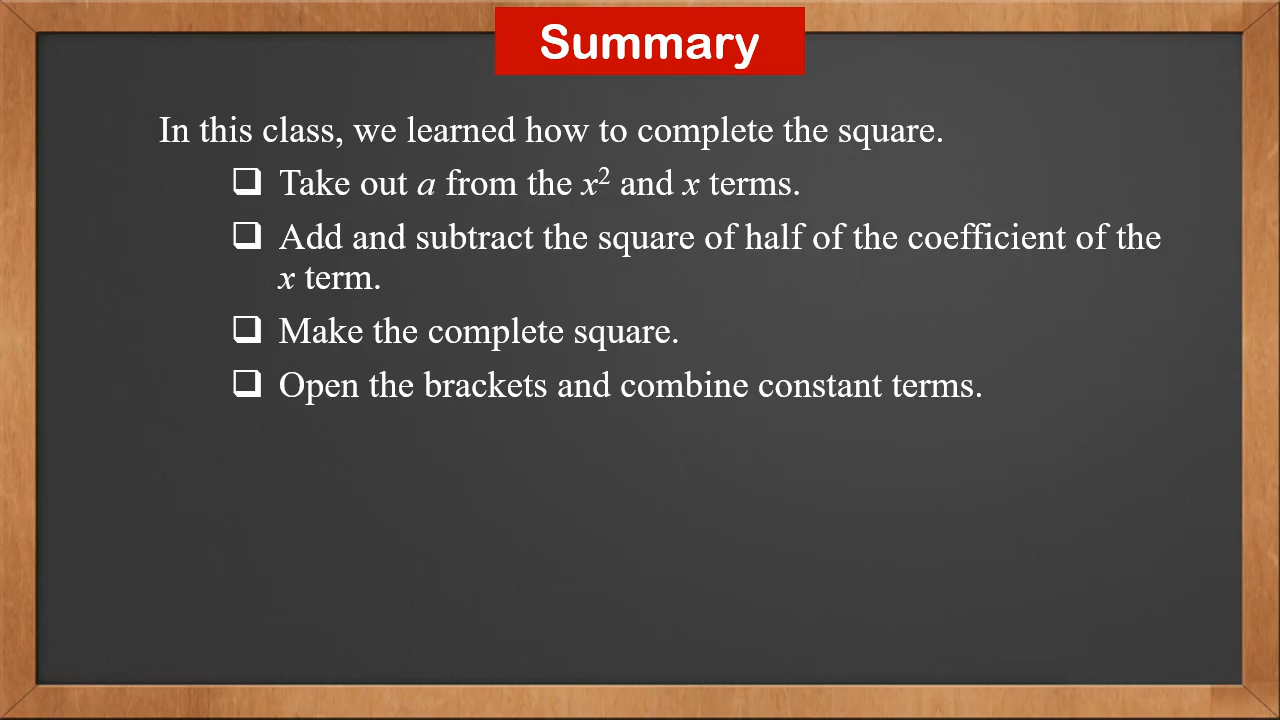 Summary
In this class, we learned how to complete the square.
❑ Take out a from the x² and x terms.
❑ Add and subtract the square of half of the coefficient of the
x term.
❑ Make the complete square.
❑ Open the brackets and combine constant terms.